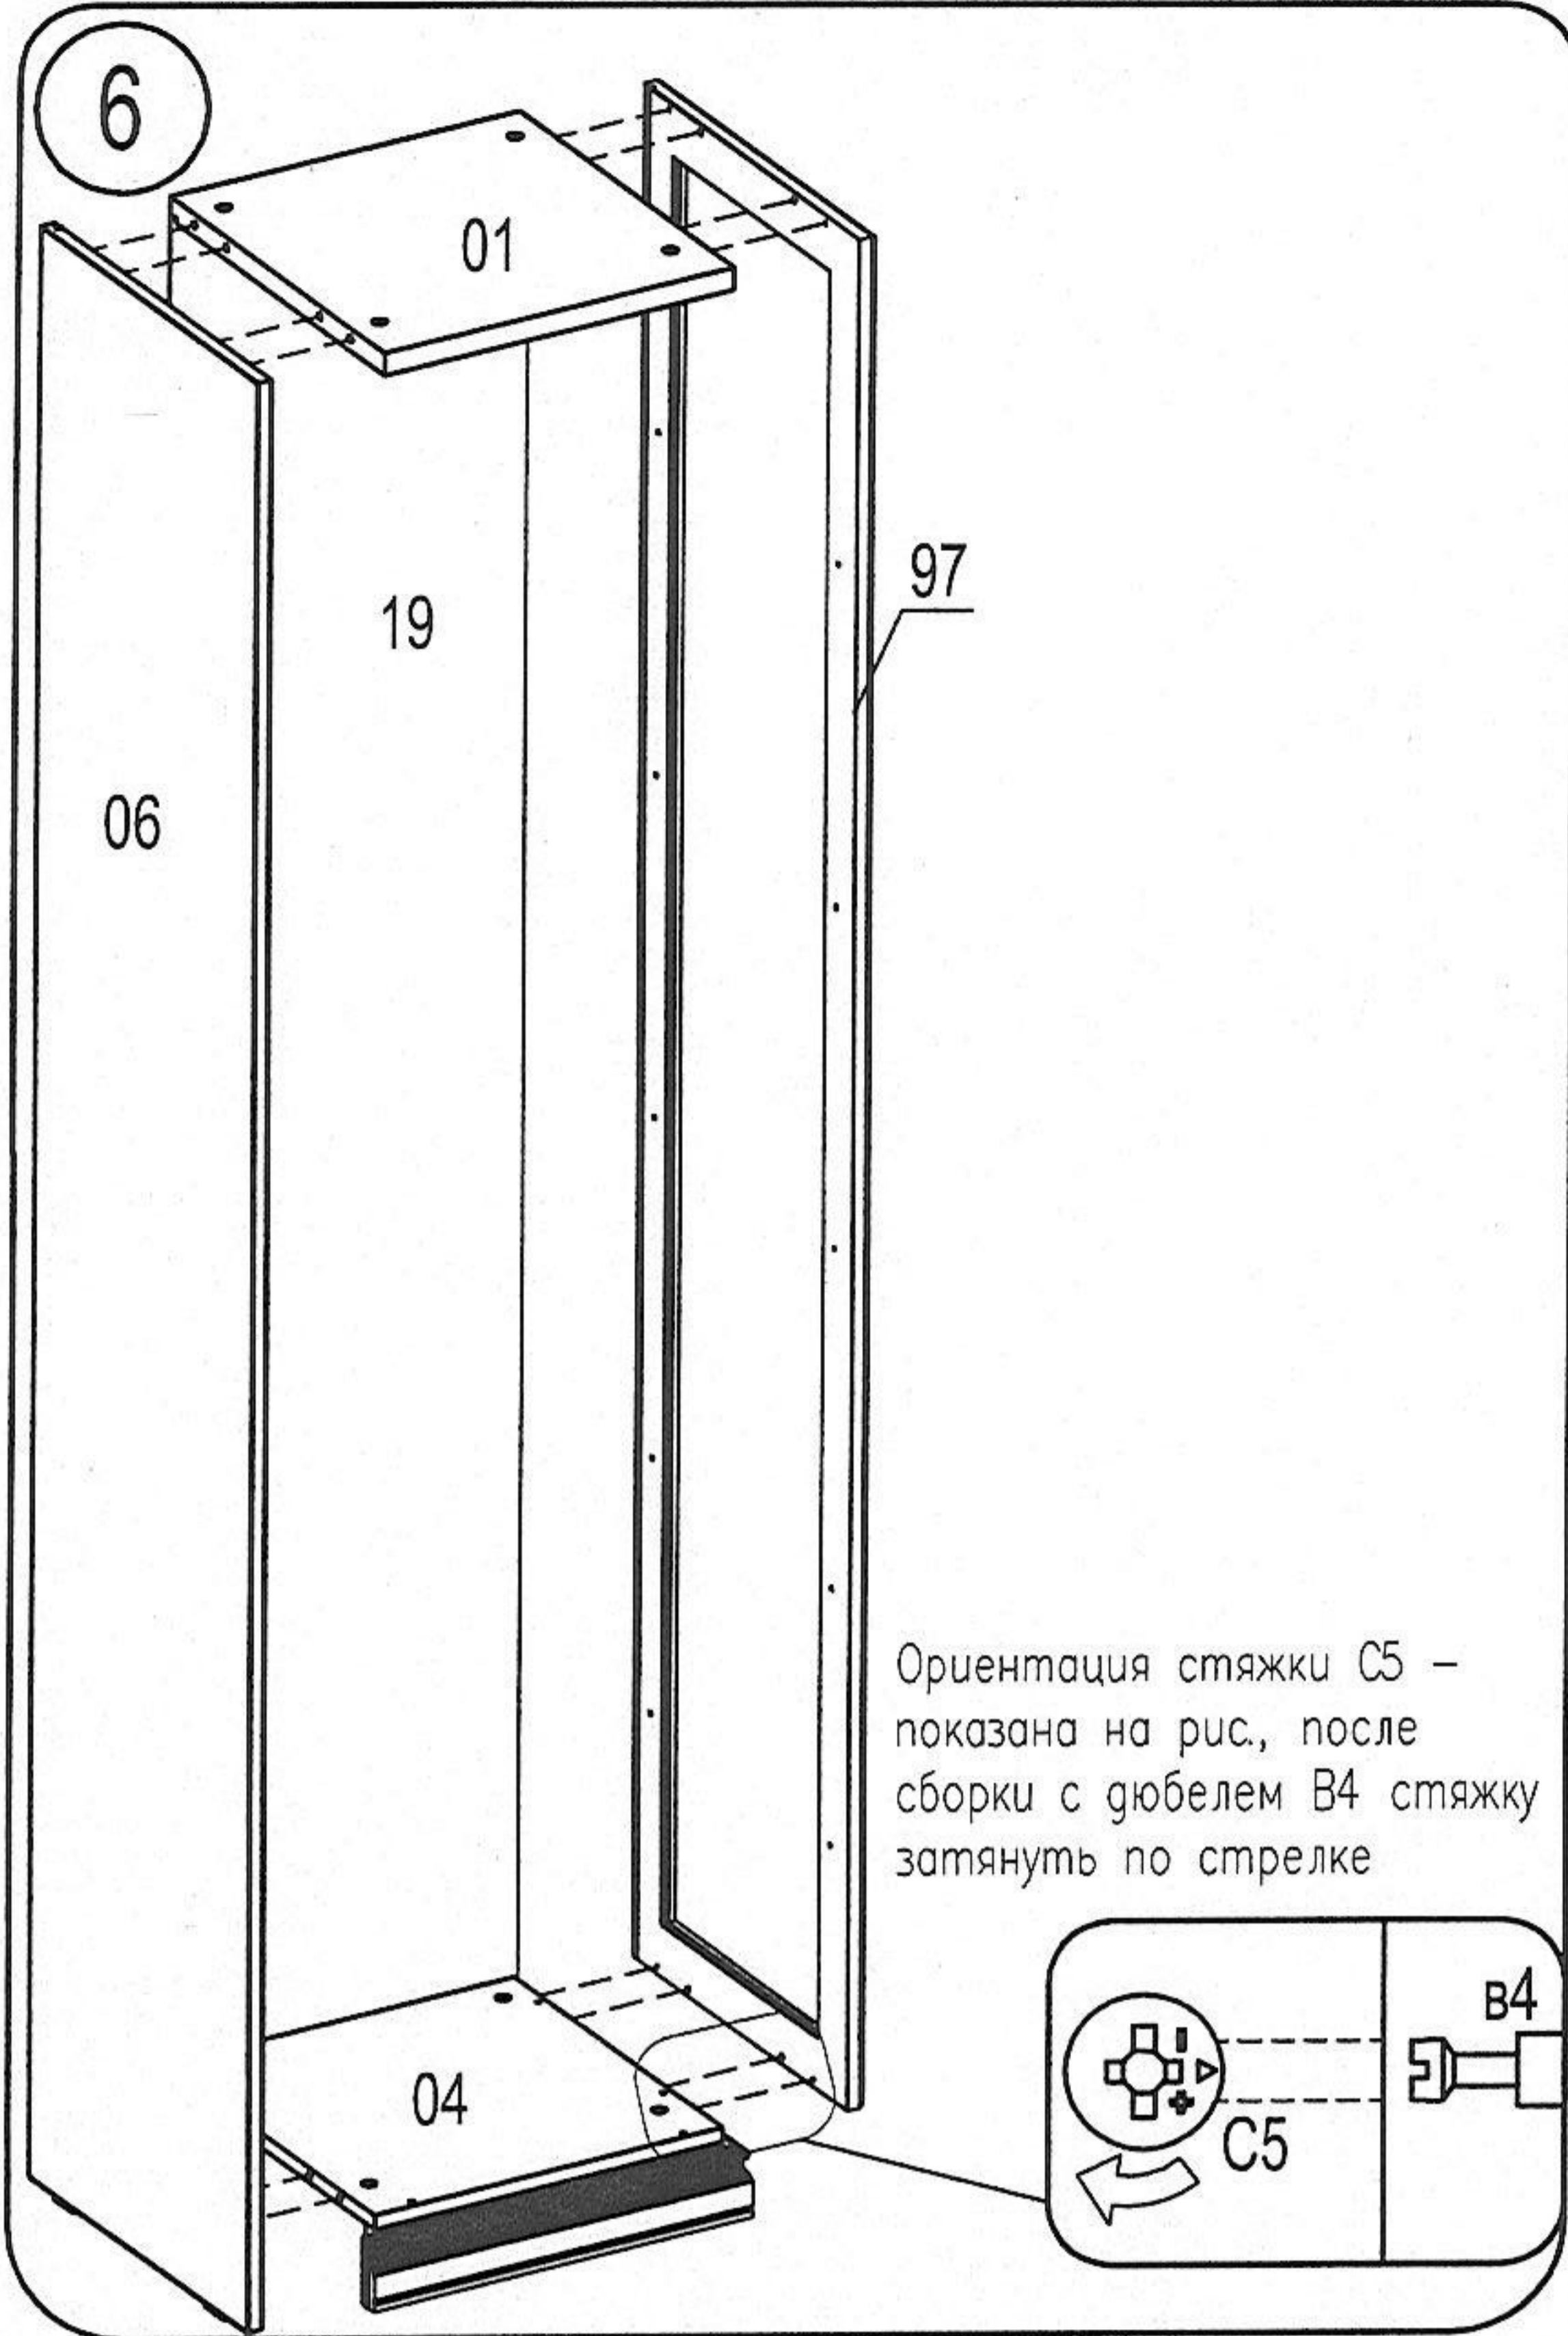 6
01
97
19
06
Ориентация стяжки С5 –
показана на рис., после
сборки с дюбелем В4 стяжку
затянуть по стрелке
В4
04
С5